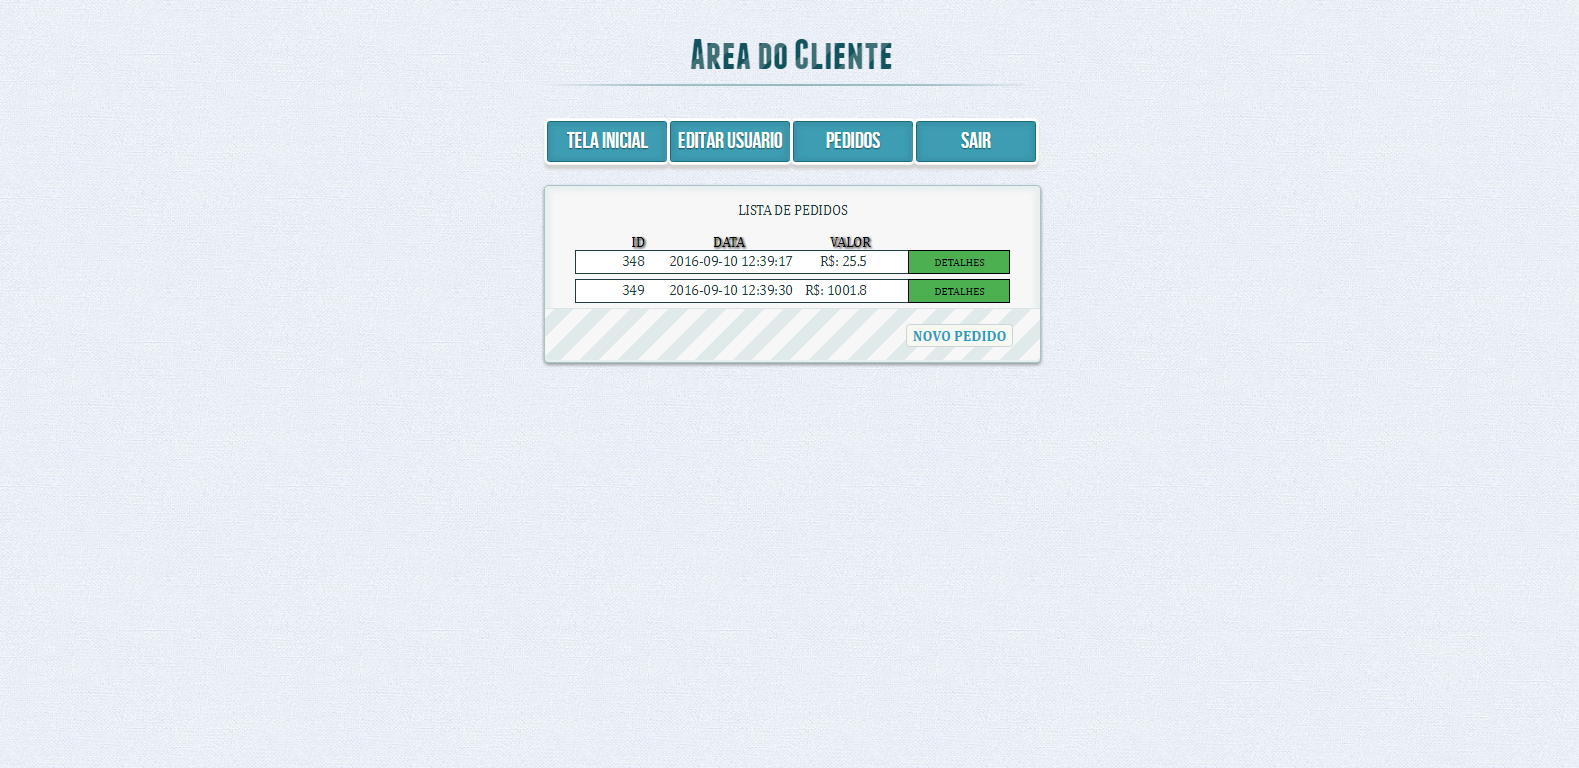 AREA DO CLIENTE
TELA INICIAL EDITAR USUARIO PEDIDOS SAIR
LISTA DE PEDIDOS
ID DATA VALOR
348 2016-09-10 12:39:17 R$: 25.5 DETALHES
349 2016-09-10 12:39:30 R$: 1001.8 DETALHES
NOVO PEDIDO